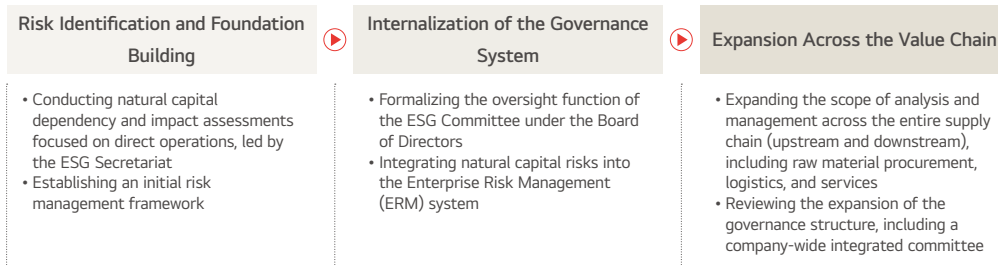 Risk Identification and Foundation
Building
• Conducting natural capital
dependency and impact assessments
focused on direct operations, led by
the ESG Secretariat
• Establishing an initial risk
management framework
Internalization of the Governance
System
• Formalizing the oversight function of
the ESG Committee under the Board
of Directors
• Integrating natural capital risks into
the Enterprise Risk Management
(ERM) system
Expansion Across the Value Chain
• Expanding the scope of analysis and
management across the entire supply
chain (upstream and downstream),
including raw material procurement,
logistics, and services
• Reviewing the expansion of the
governance structure, including a
company-wide integrated committee